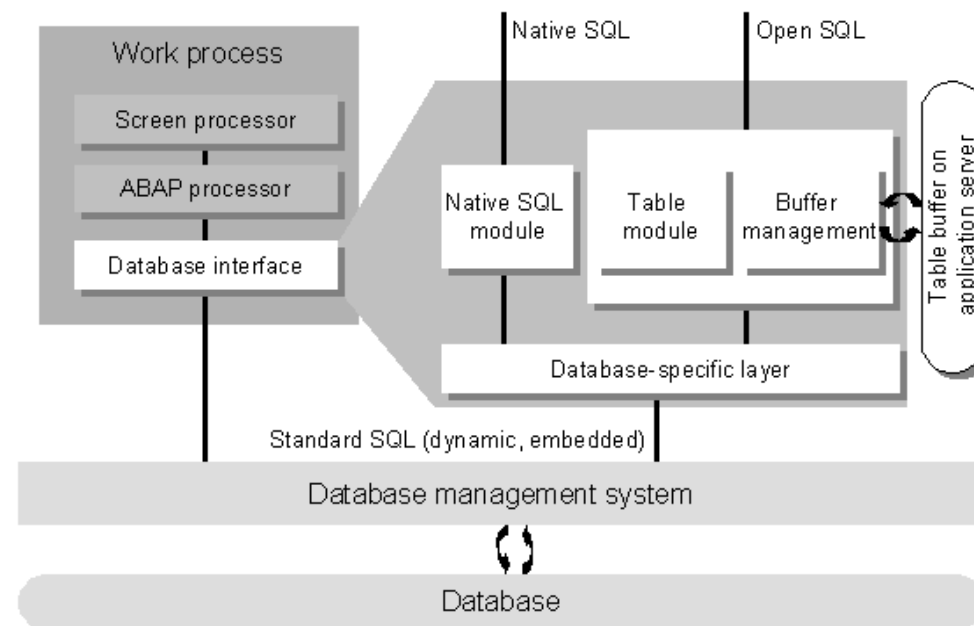 Native SQL
Open SQL
Work process
Screen processor
ABAP processor
Database interface
Native SQL
module
Table
module
Buffer
management
Table buffer on
application server
Database-specific layer
Standard SQL (dynamic, embedded)
Database management system
Database